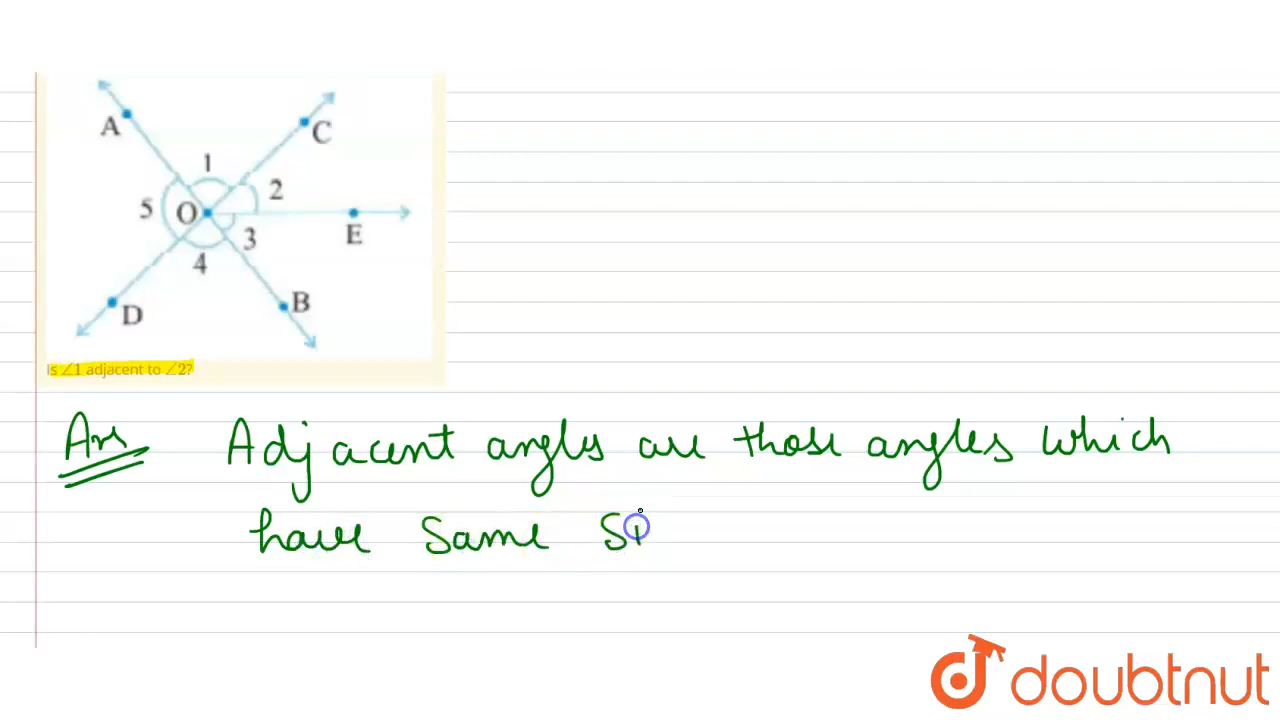 A
C
1
2
5
O
E
3
4
B
D
Is ∠1 adjacent to ∠2?
Ans
Adjacent angles are those angles which
have Same Si
doubtnut